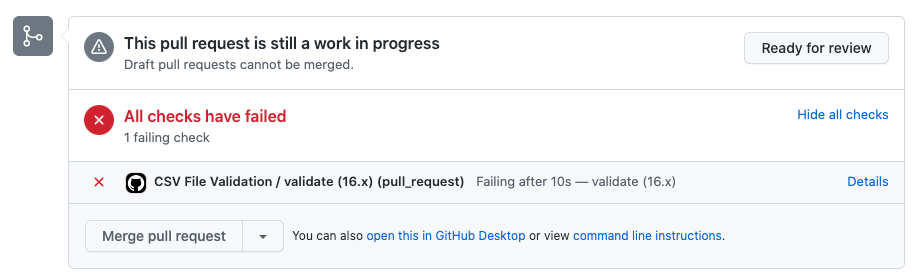 This pull request is still a work in progress
Draft pull requests cannot be merged.
Ready for review
All checks have failed
1 failing check
Hide all checks
CSV File Validation / validate (16.x) (pull_request) Failing after 10s — validate (16.x)
Details
Merge pull request
You can also open this in GitHub Desktop or view command line instructions.